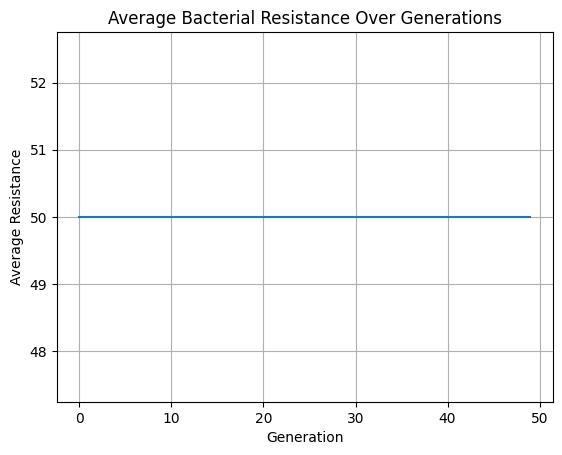 Average Bacterial Resistance Over Generations
52
51
50
49
48
Average Resistance
0 10 20 30 40 50
Generation